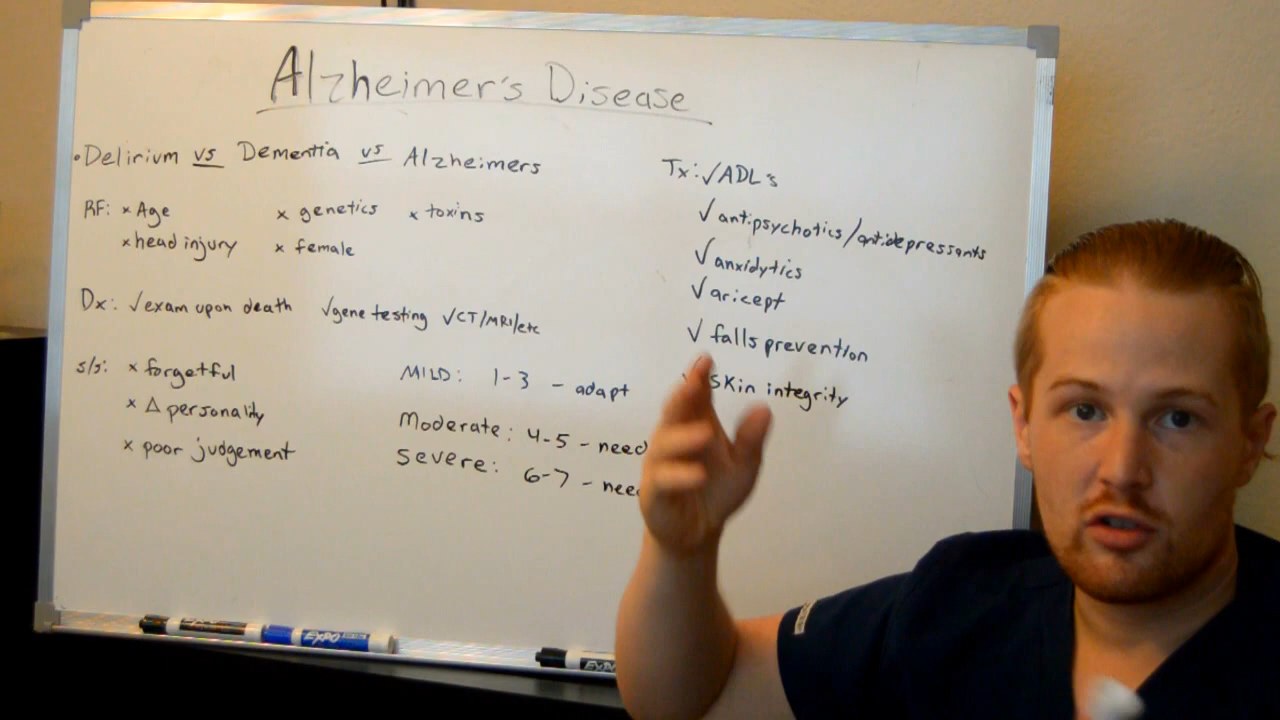 Alzheimer's Disease
• Delirium vs Dementia vs Alzheimers
RF: x Age x genetics x toxins
x head injury x female
Dx: √exam upon death √gene testing √CT/MRI/etc
s/s: x forgetful
x Δ personality
x poor judgement
MILD: 1-3 - adapt
Moderate: 4-5 - need
Severe: 6-7 - nee
Tx: √ADL's
√ antipsychotics/antidepressants
√ anxidytics
√ aricept
√ falls prevention
√ skin integrity
EXPO